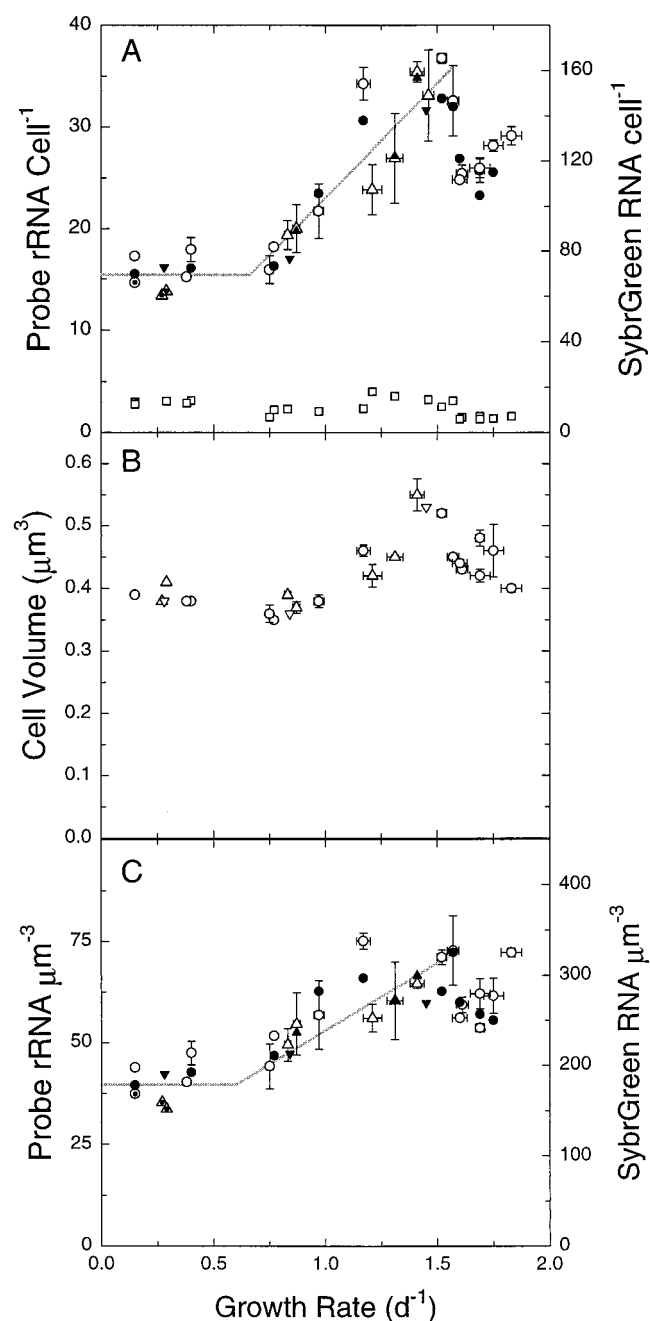 A
40
30
20
10
0
Probe rRNA Cell⁻¹
160
120
80
40
0
SybrGreen RNA cell⁻¹
B
0.6
0.5
0.4
0.3
0.2
0.1
0.0
Cell Volume (μm³)
C
75
50
25
0
Probe rRNA μm⁻³
400
300
200
100
0
SybrGreen RNA μm⁻³
0.0 0.5 1.0 1.5 2.0
Growth Rate (d⁻¹)